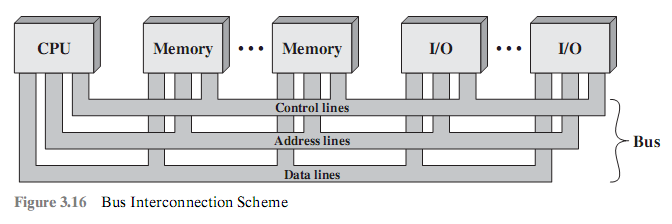 CPU Memory ••• Memory I/O ••• I/O
Control lines
Address lines
Bus
Data lines
Figure 3.16 Bus Interconnection Scheme